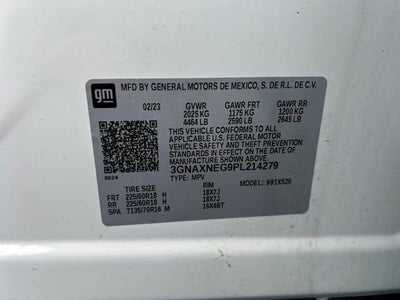 gm
MFD BY GENERAL MOTORS DE MEXICO, S. DE R.L. DE C.V.
02/23 GVWR GAWR FRT GAWR RR
2025 KG 1175 KG 1200 KG
4464 LB 2590 LB 2645 LB
THIS VEHICLE CONFORMS TO ALL
APPLICABLE U.S. FEDERAL MOTOR
VEHICLE SAFETY, BUMPER, AND THEFT
PREVENTION STANDARDS IN EFFECT ON
THE DATE OF MANUFACTURE SHOWN ABOVE.
3GNAXNEG9PL214279
TYPE: MPV MODEL: 991XS26
6624
RIM
FRT 225/60R18 H 18X7J
RR 225/60R18 H 18X7J
SPA T135/70R16 M 16X4BT